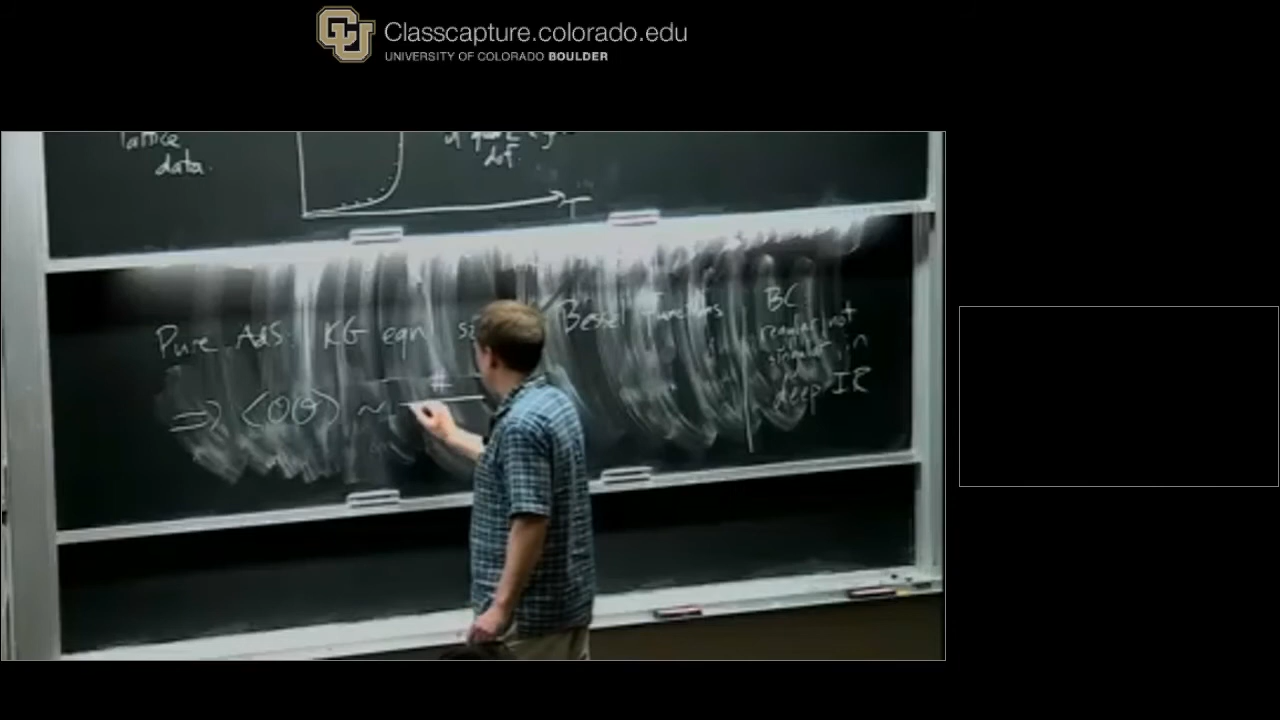 CU Classcapture.colorado.edu
UNIVERSITY OF COLORADO BOULDER
lattice
data.
dof.
T
Pure AdS: KG eqn Bessel Functions
BC:
regular/not
singular in
deep IR
⇒ ⟨OO⟩ ~ #